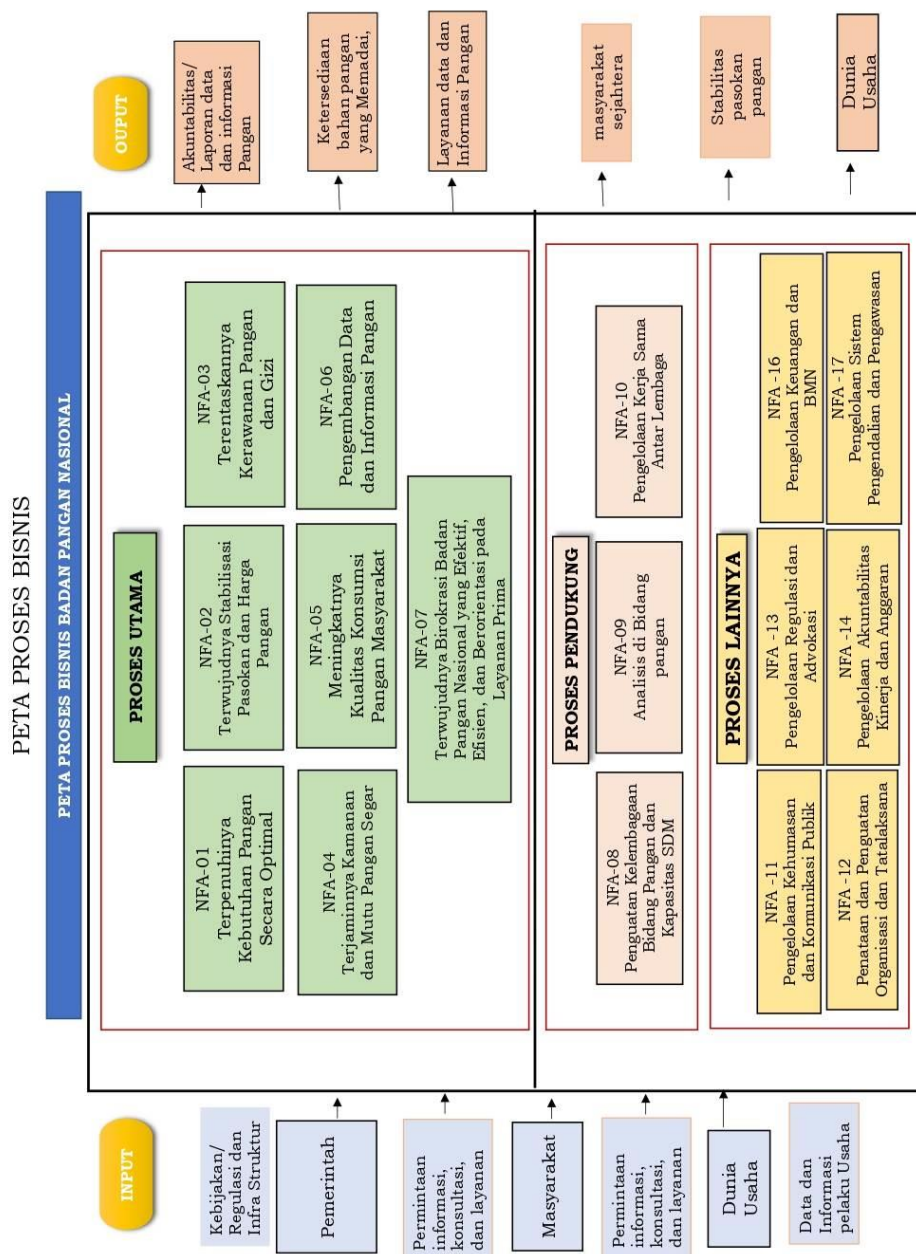 PETA PROSES BISNIS
PETA PROSES BISNIS BADAN PANGAN NASIONAL
INPUT
Kebijakan/
Regulasi dan
Infra Struktur
Pemerintah
Permintaan
informasi,
konsultasi,
dan layanan
Masyarakat
Permintaan
informasi,
konsultasi,
dan layanan
Dunia
Usaha
Data dan
Informasi
pelaku Usaha
PROSES UTAMA
NFA-01
Terpenuhinya
Kebutuhan Pangan
Secara Optimal
NFA-02
Terwujudnya Stabilisasi
Pasokan dan Harga
Pangan
NFA-03
Terentaskannya
Kerawanan Pangan
dan Gizi
NFA-04
Terjaminnya Kamanan
dan Mutu Pangan Segar
NFA-05
Meningkatnya
Kualitas Konsumsi
Pangan Masyarakat
NFA-06
Pengembangan Data
dan Informasi Pangan
NFA-07
Terwujudnya Birokrasi Badan
Pangan Nasional yang Efektif,
Efisien, dan Berorientasi pada
Layanan Prima
PROSES PENDUKUNG
NFA-08
Penguatan Kelembagaan
Bidang Pangan dan
Kapasitas SDM
NFA-09
Analisis di Bidang
pangan
NFA-10
Pengelolaan Kerja Sama
Antar Lembaga
PROSES LAINNYA
NFA -11
Pengelolaan Kehumasan
dan Komunikasi Publik
NFA -13
Pengelolaan Regulasi dan
Advokasi
NFA -16
Pengelolaan Keuangan dan
BMN
NFA -12
Penataan dan Penguatan
Organisasi dan Tatalaksana
NFA -14
Pengelolaan Akuntabilitas
Kinerja dan Anggaran
NFA -17
Pengelolaan Sistem
Pengendalian dan Pengawasan
OUPUT
Akuntabilitas/
Laporan data
dan informasi
Pangan
Ketersediaan
bahan pangan
yang Memadai,
Layanan data dan
Informasi Pangan
masyarakat
sejahtera
Stabilitas
pasokan
pangan
Dunia
Usaha